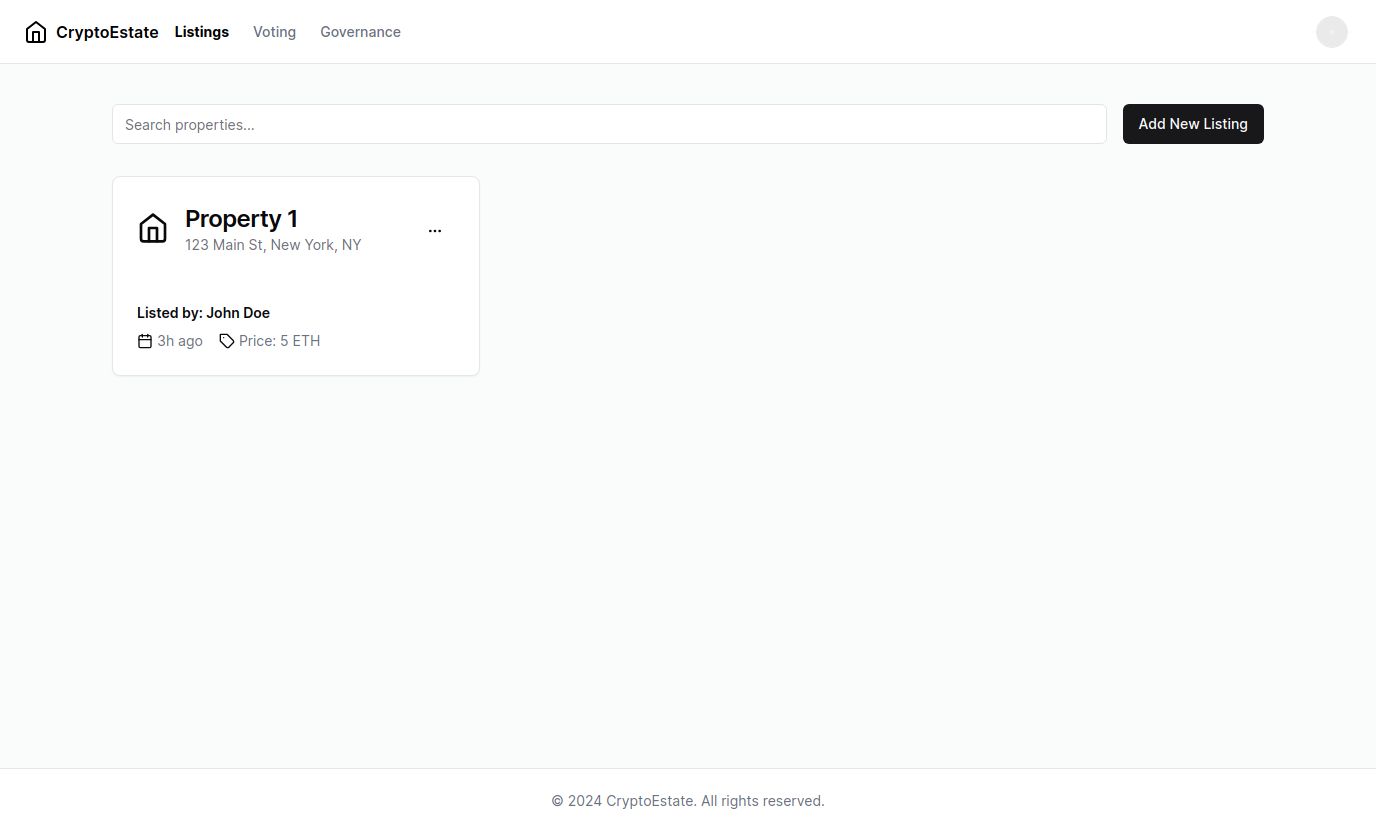 CryptoEstate Listings Voting Governance
Search properties...
Add New Listing
Property 1
123 Main St, New York, NY
...
Listed by: John Doe
3h ago Price: 5 ETH
© 2024 CryptoEstate. All rights reserved.